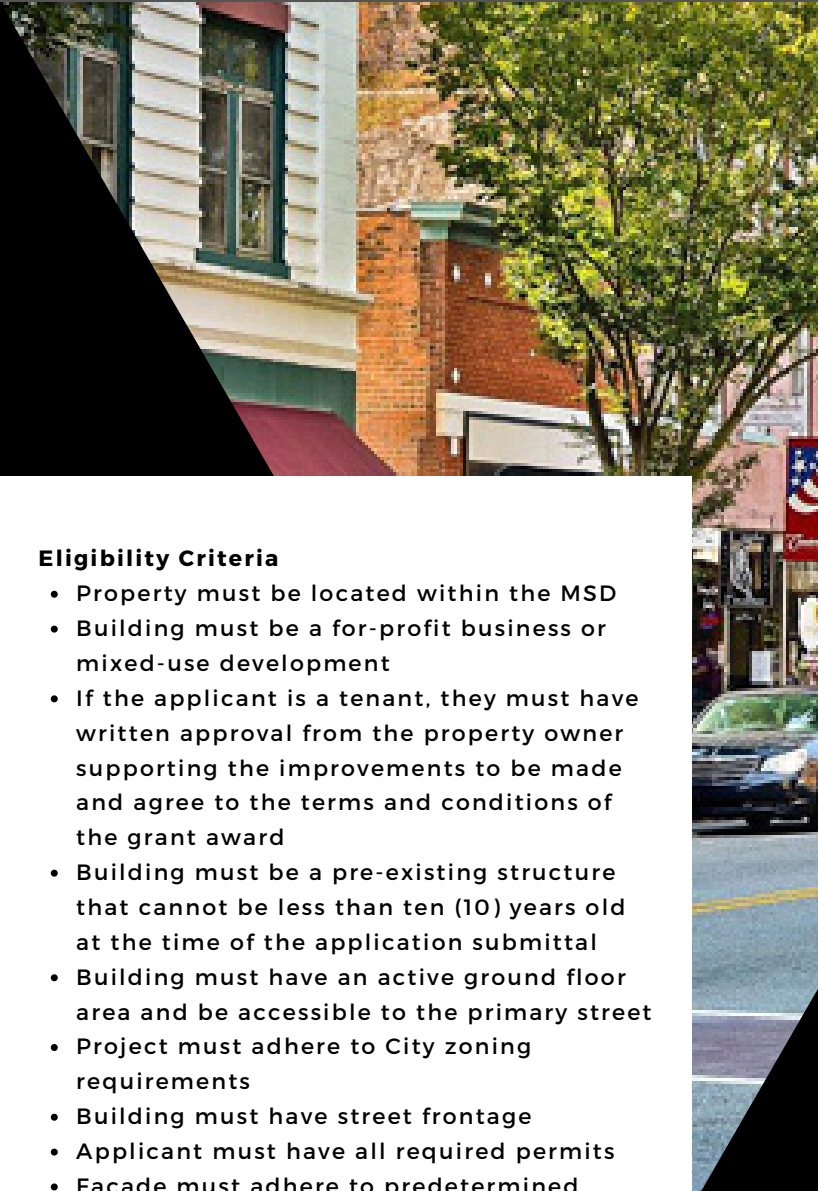 Eligibility Criteria
• Property must be located within the MSD
• Building must be a for-profit business or
mixed-use development
• If the applicant is a tenant, they must have
written approval from the property owner
supporting the improvements to be made
and agree to the terms and conditions of
the grant award
• Building must be a pre-existing structure
that cannot be less than ten (10) years old
at the time of the application submittal
• Building must have an active ground floor
area and be accessible to the primary street
• Project must adhere to City zoning
requirements
• Building must have street frontage
• Applicant must have all required permits
• Facade must adhere to predetermined